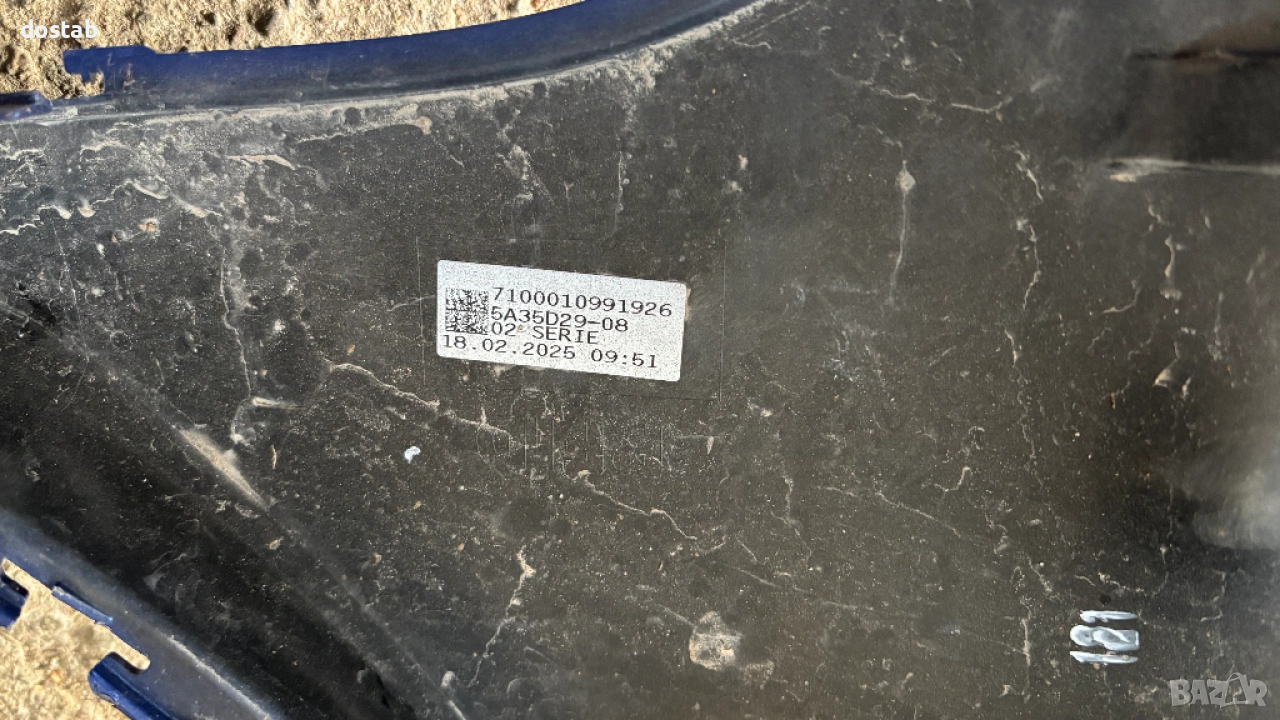 dostab
7100010991926
5A35D29-08
02 SERIE
18.02.2025 09:51
BAZAR